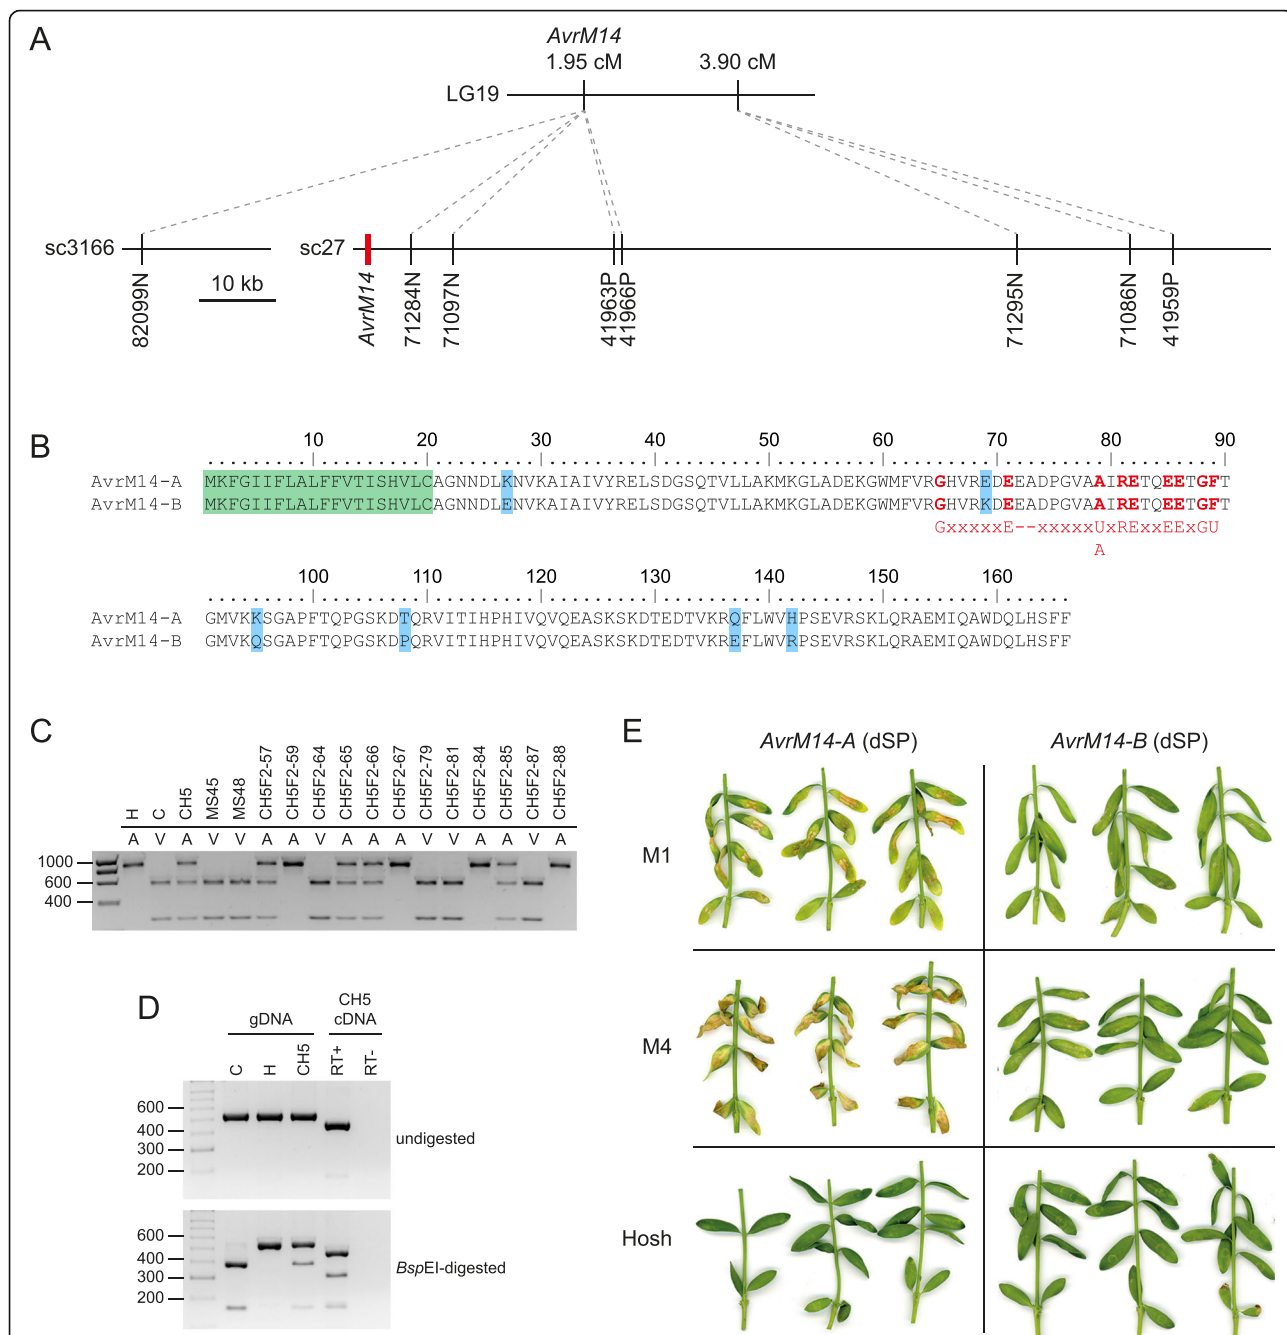 A
AvrM14
1.95 cM
3.90 cM
LG19
sc3166
sc27
10 kb
82099N
AvrM14
71284N
71097N
41963P
41966P
71295N
71086N
41959P
B
10 20 30 40 50 60 70 80 90
AvrM14-A MKFGIIFLALFFVTISHVLCAGNNDLKNVKAIAIVYRELSDGSQTVLLAKMKGLADEKGWMFVRGHVREDEEADPGVAAAIRETQEETGFT
AvrM14-B MKFGIIFLALFFVTISHVLCAGNNDLENVKAIAIVYRELSDGSQTVLLAKMKGLADEKGWMFVRGHVRKDEEADPGVAAAIRETQEETGFT
GxxxxxE--xxxxxUxRExxEExGU
A
100 110 120 130 140 150 160
AvrM14-A GMVKKSGAPFTQPGSKDTQRVITIHPHIVQVQEASKSKDTEDTVKRQFLWVHPSEVRSKLQRAEMIQAWDQLHSFF
AvrM14-B GMVKQSGAPFTQPGSKDPQRVITIHPHIVQVQEASKSKDTEDTVKREFLWVRPSEVRSKLQRAEMIQAWDQLHSFF
C
H C CH5 MS45 MS48 CH5F2-57 CH5F2-59 CH5F2-64 CH5F2-65 CH5F2-66 CH5F2-67 CH5F2-79 CH5F2-81 CH5F2-84 CH5F2-85 CH5F2-87 CH5F2-88
A V A V V A A V A A A V V A A V A
1000
600
400
D
gDNA
CH5
cDNA
C H CH5 RT+ RT-
600
400
300
200
undigested
600
400
300
200
BspEI-digested
E
AvrM14-A (dSP)
AvrM14-B (dSP)
M1
M4
Hosh